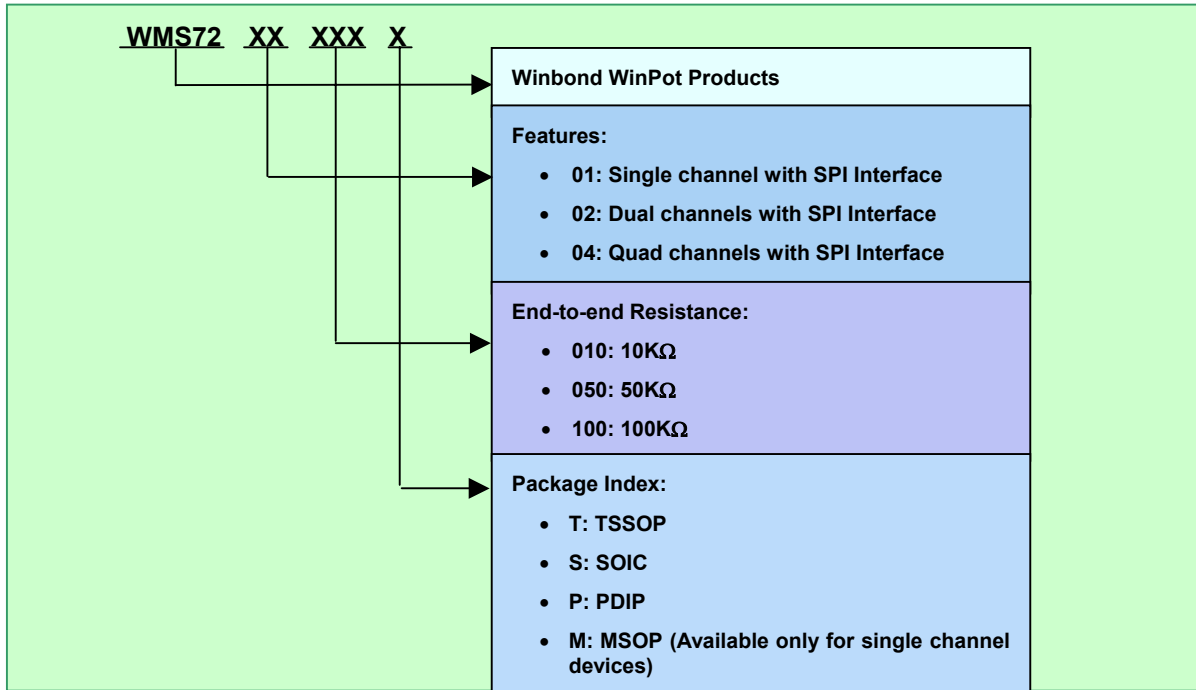 WMS72 XX XXX X
Winbond WinPot Products
Features:
• 01: Single channel with SPI Interface
• 02: Dual channels with SPI Interface
• 04: Quad channels with SPI Interface
End-to-end Resistance:
• 010: 10KΩ
• 050: 50KΩ
• 100: 100KΩ
Package Index:
• T: TSSOP
• S: SOIC
• P: PDIP
• M: MSOP (Available only for single channel
devices)